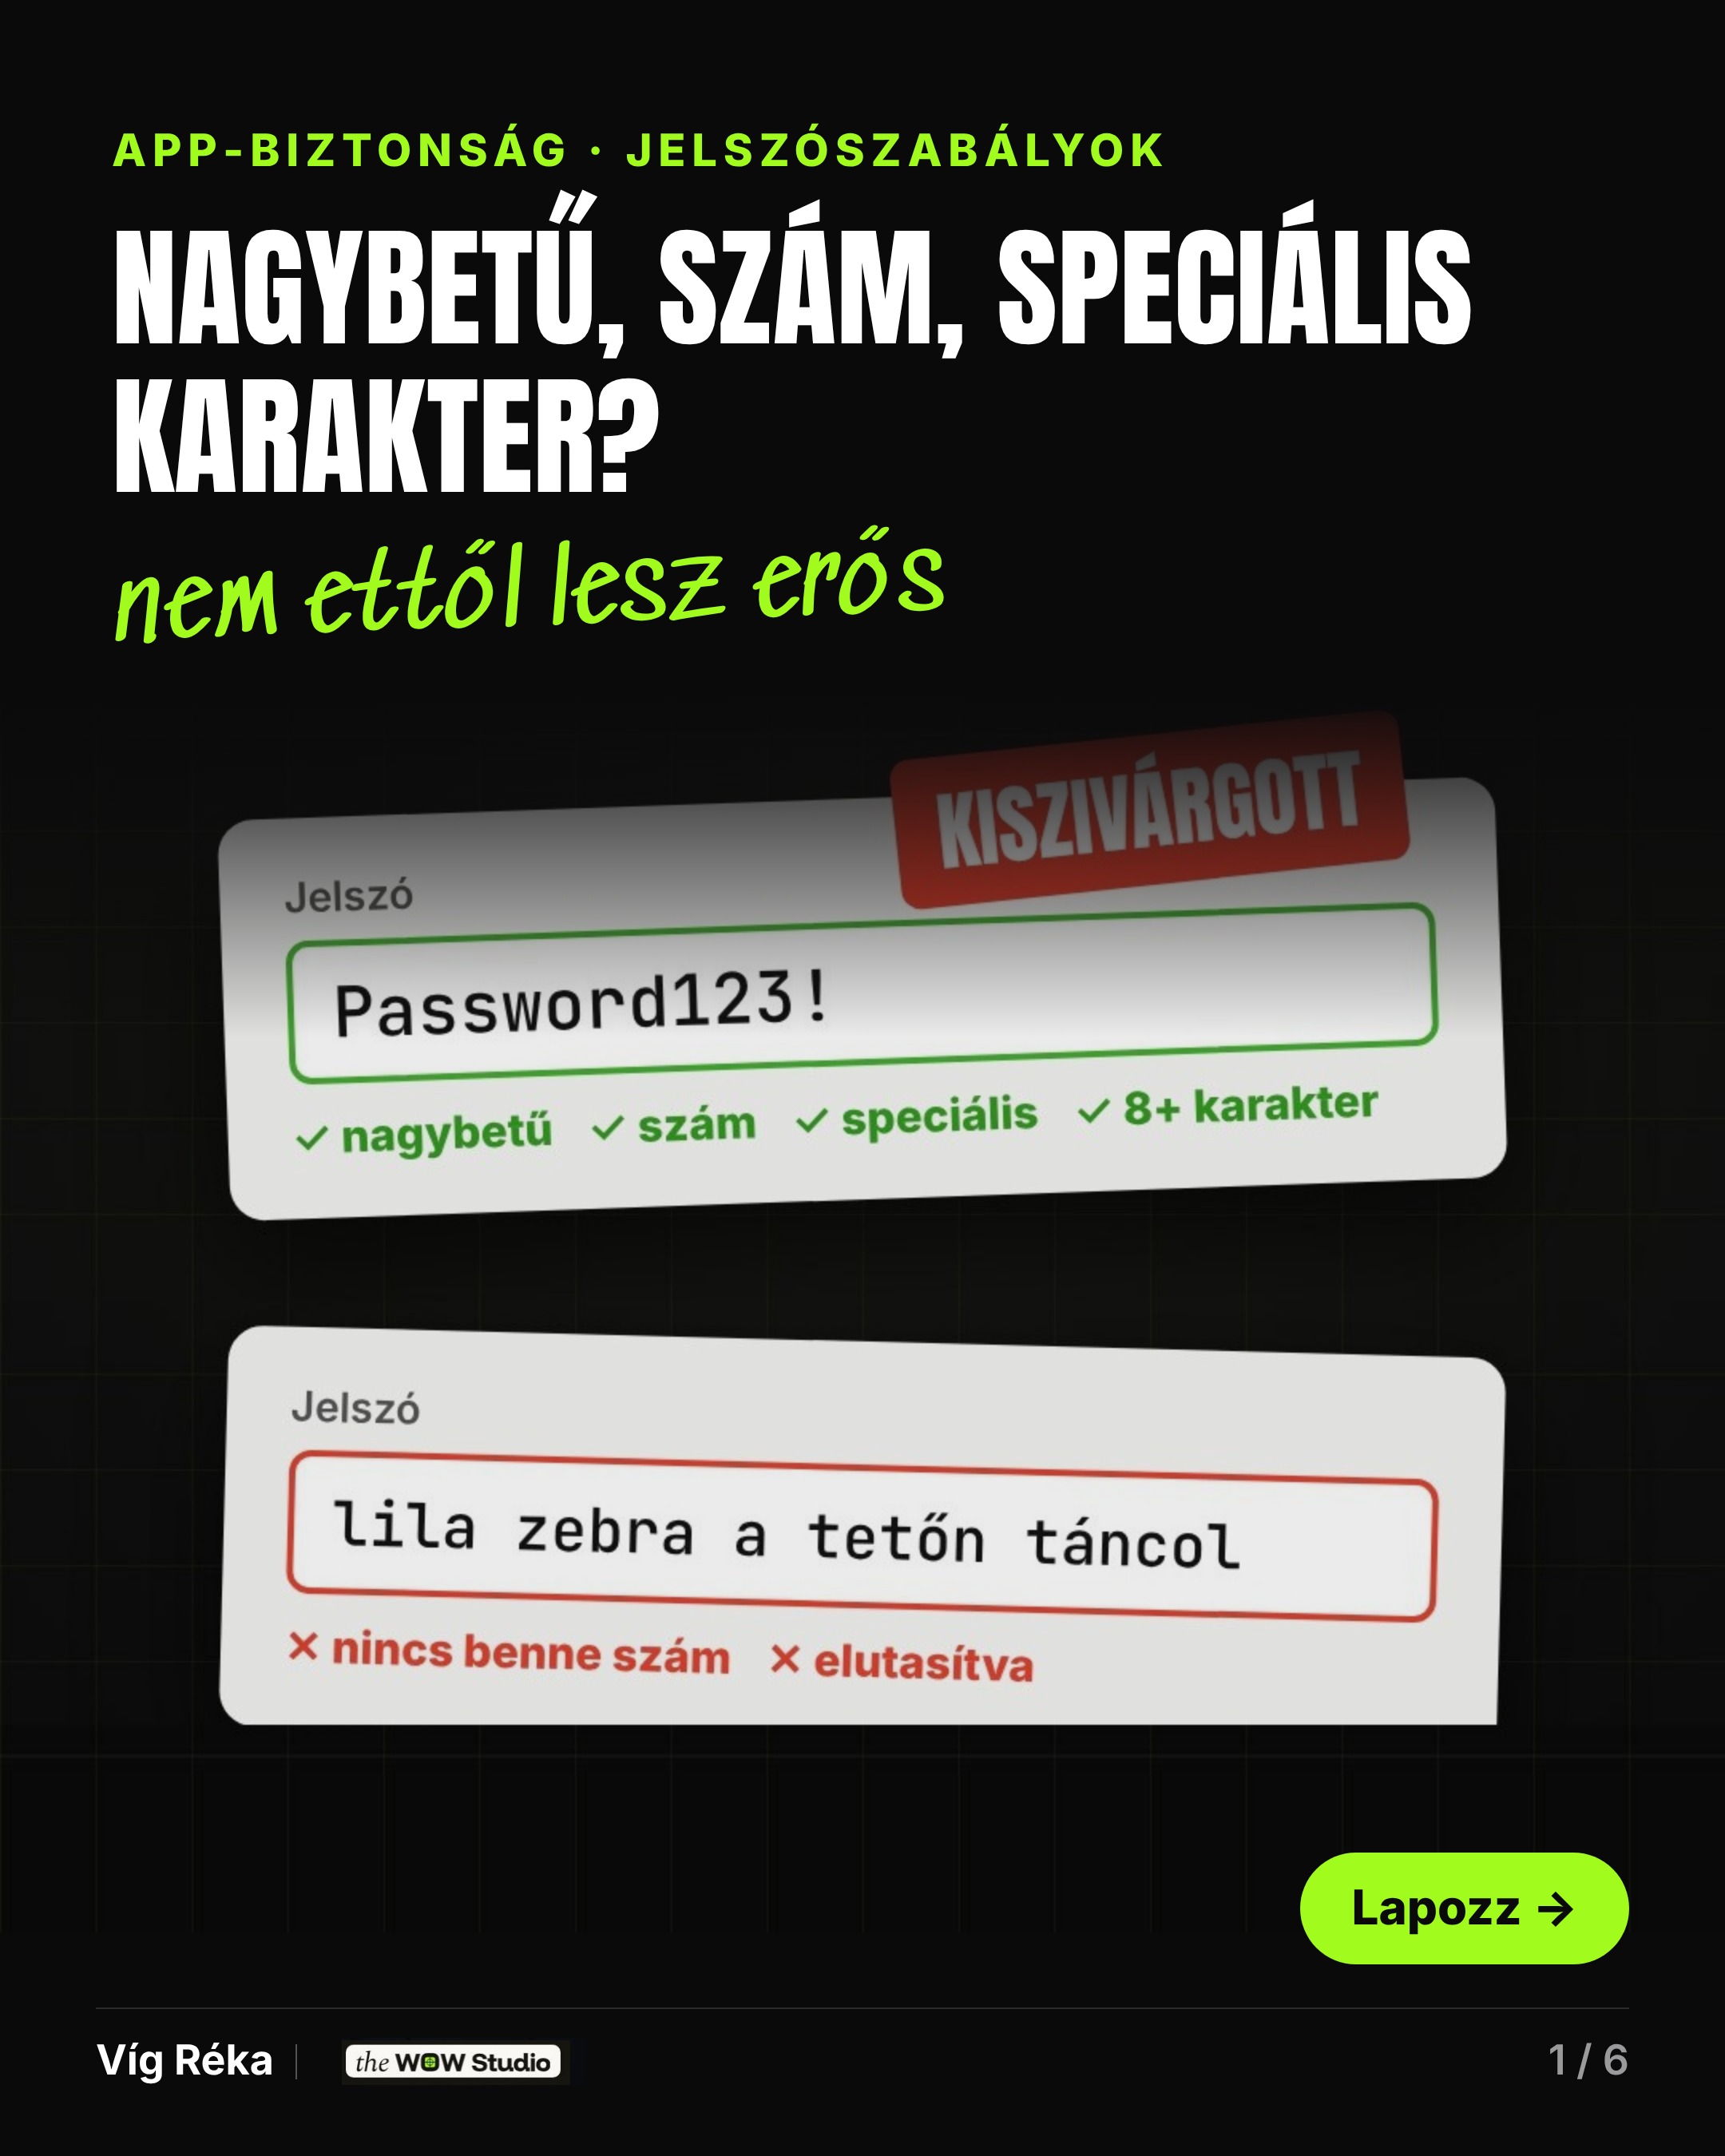 APP-BIZTONSÁG · JELSZÓSZABÁLYOK
NAGYBETŰ, SZÁM, SPECIÁLIS
KARAKTER?
nem ettől lesz erős
KISZIVÁRGOTT
Jelszó
Password123!
✓ nagybetű ✓ szám ✓ speciális ✓ 8+ karakter
Jelszó
lila zebra a tetőn táncol
✕ nincs benne szám ✕ elutasítva
Lapozz →
Víg Réka
the WOW Studio
1 / 6